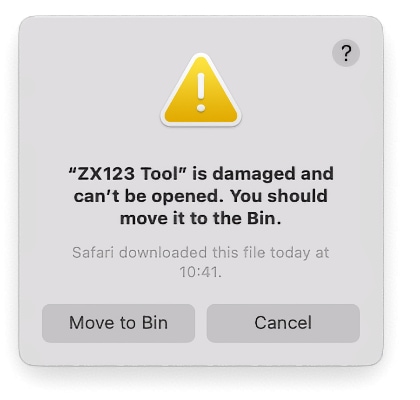 ?
“ZX123 Tool” is damaged and
can’t be opened. You should
move it to the Bin.
Safari downloaded this file today at
10:41.
Move to Bin
Cancel